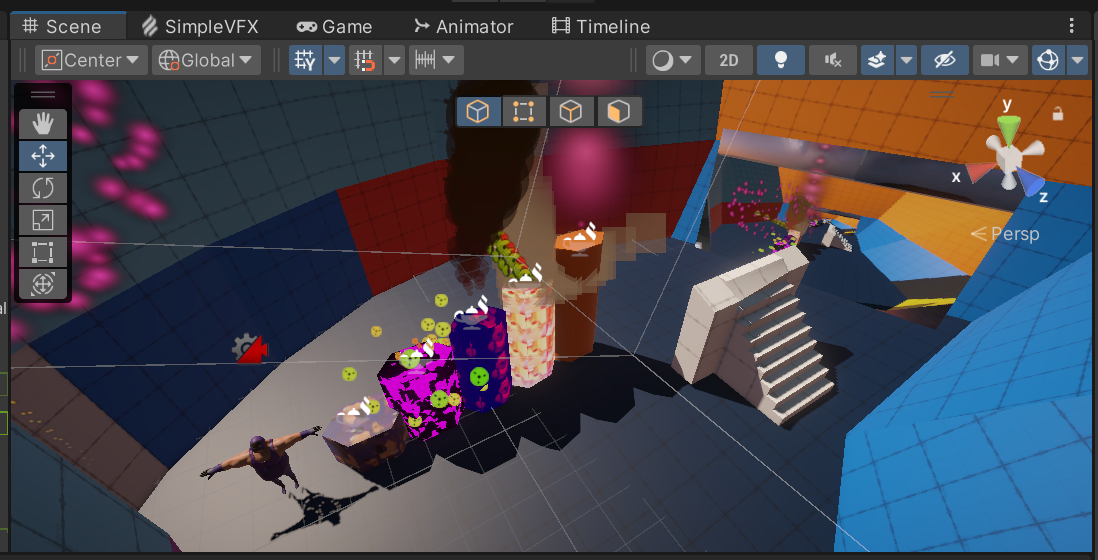 Scene SimpleVFX Game Animator Timeline
Center Global 2D
y
x
z
Persp